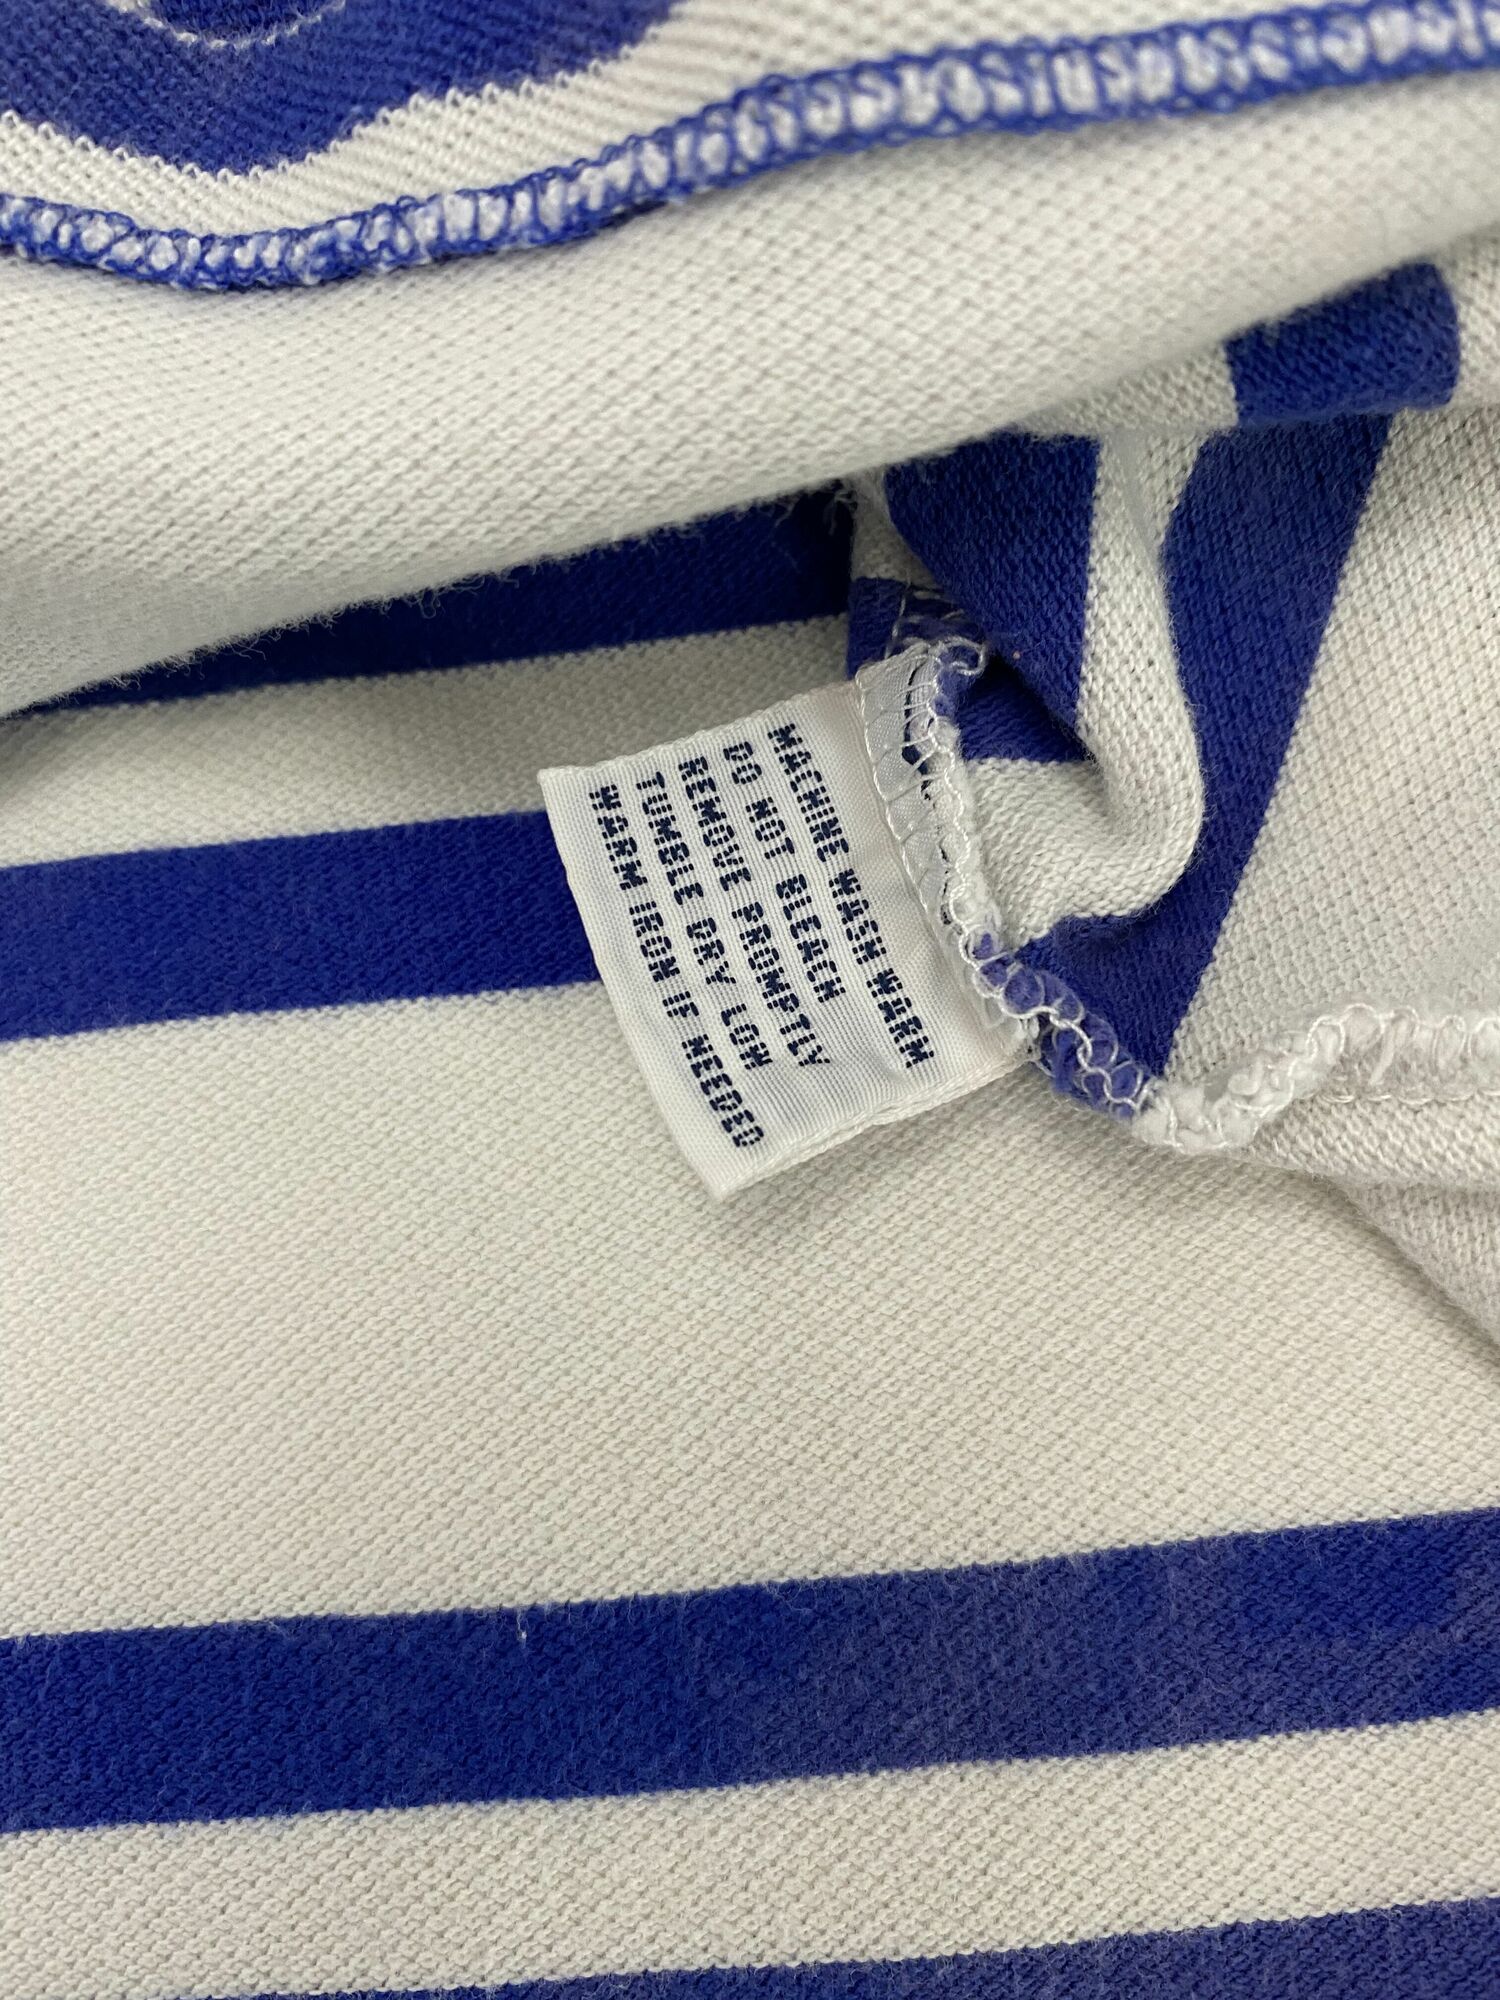 MACHINE WASH WARM
DO NOT BLEACH
REMOVE PROMPTLY
TUMBLE DRY LOW
WARM IRON IF NEEDED